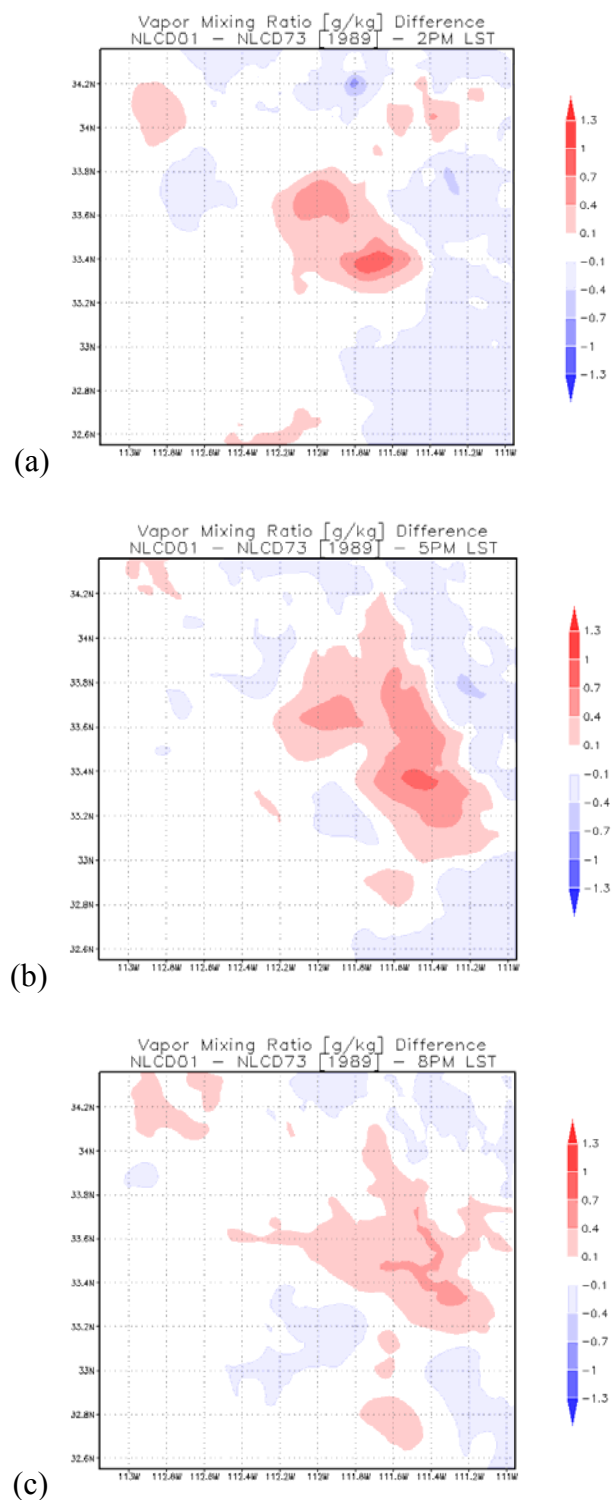 Vapor Mixing Ratio [g/kg] Difference
NLCD01 - NLCD73 [1989] - 2PM LST
34.2N
34N
33.8N
33.6N
33.4N
33.2N
33N
32.8N
32.6N
113W 112.8W 112.6W 112.4W 112.2W 112W 111.8W 111.6W 111.4W 111.2W 111W
1.3
1
0.7
0.4
0.1
-0.1
-0.4
-0.7
-1
-1.3
(a)
Vapor Mixing Ratio [g/kg] Difference
NLCD01 - NLCD73 [1989] - 5PM LST
34.2N
34N
33.8N
33.6N
33.4N
33.2N
33N
32.8N
32.6N
113W 112.8W 112.6W 112.4W 112.2W 112W 111.8W 111.6W 111.4W 111.2W 111W
1.3
1
0.7
0.4
0.1
-0.1
-0.4
-0.7
-1
-1.3
(b)
Vapor Mixing Ratio [g/kg] Difference
NLCD01 - NLCD73 [1989] - 8PM LST
34.2N
34N
33.8N
33.6N
33.4N
33.2N
33N
32.8N
32.6N
113W 112.8W 112.6W 112.4W 112.2W 112W 111.8W 111.6W 111.4W 111.2W 111W
1.3
1
0.7
0.4
0.1
-0.1
-0.4
-0.7
-1
-1.3
(c)